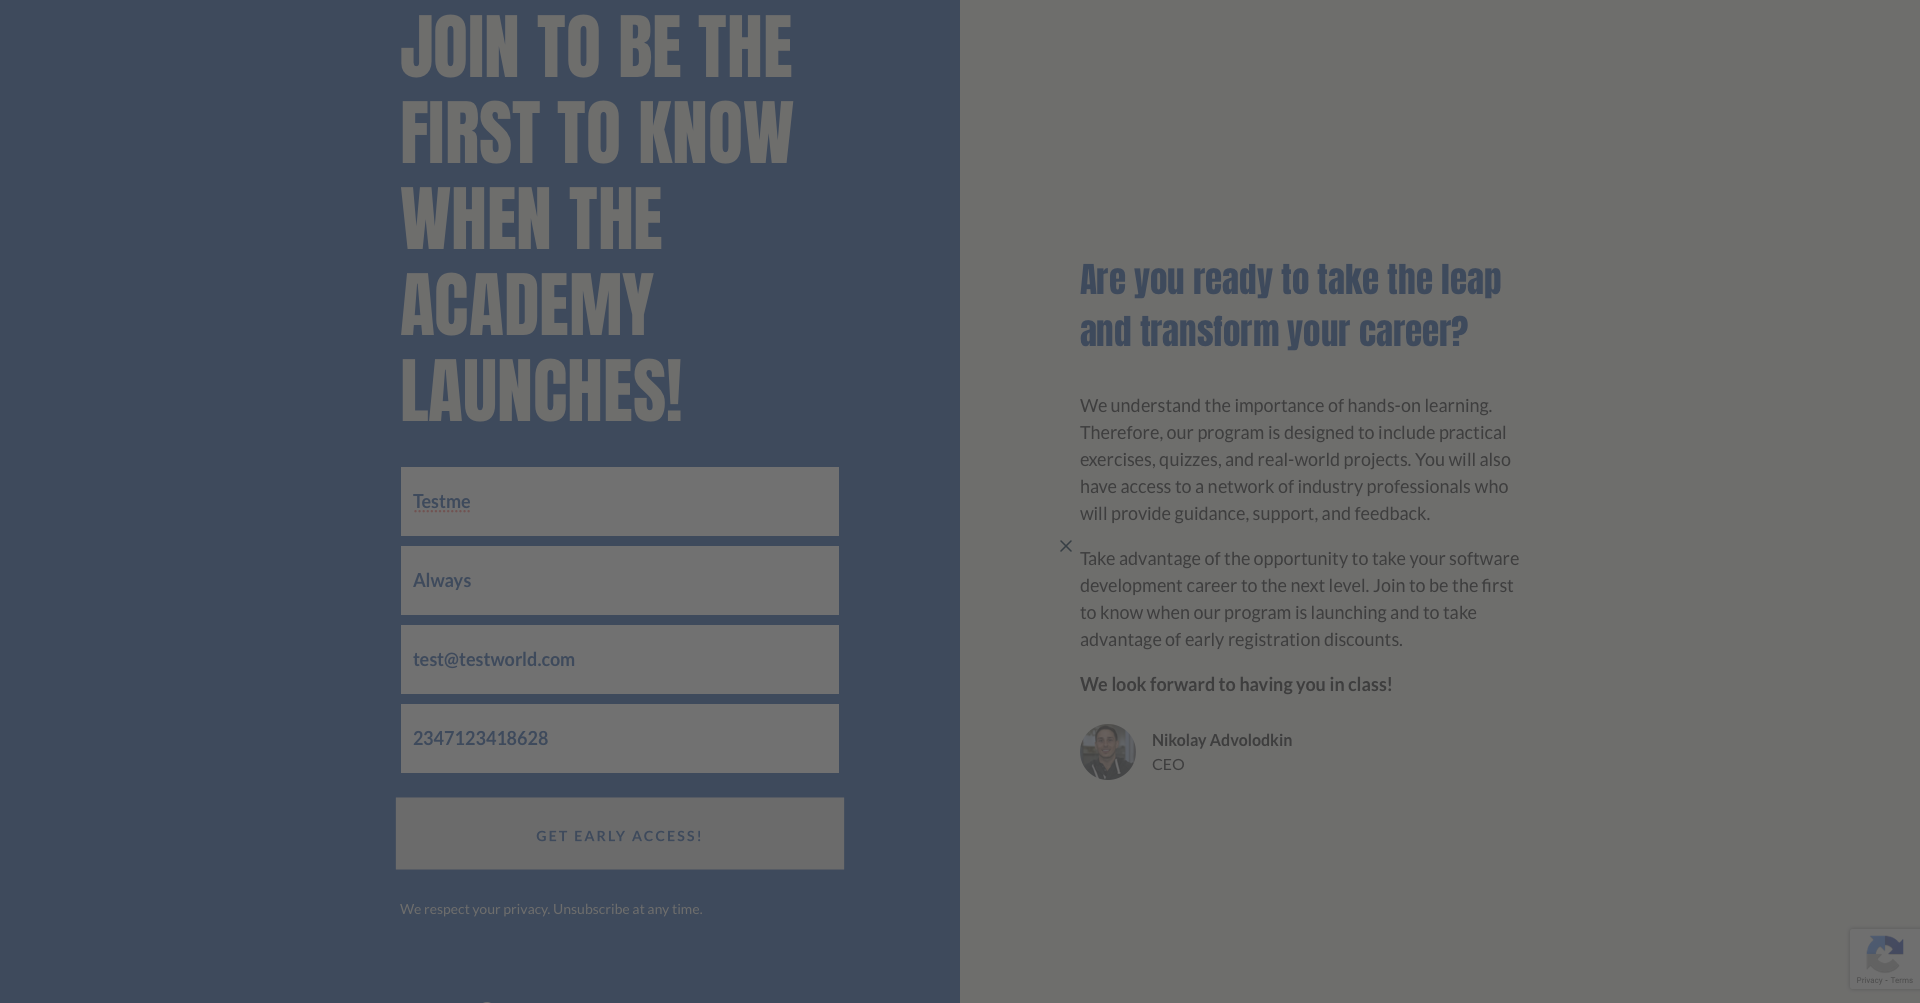 JOIN TO BE THE
FIRST TO KNOW
WHEN THE
ACADEMY
LAUNCHES!
Testme
Always
test@testworld.com
2347123418628
GET EARLY ACCESS!
We respect your privacy. Unsubscribe at any time.
Are you ready to take the leap
and transform your career?
We understand the importance of hands-on learning.
Therefore, our program is designed to include practical
exercises, quizzes, and real-world projects. You will also
have access to a network of industry professionals who
will provide guidance, support, and feedback.
Take advantage of the opportunity to take your software
development career to the next level. Join to be the first
to know when our program is launching and to take
advantage of early registration discounts.
We look forward to having you in class!
Nikolay Advolodkin
CEO
Privacy - Terms